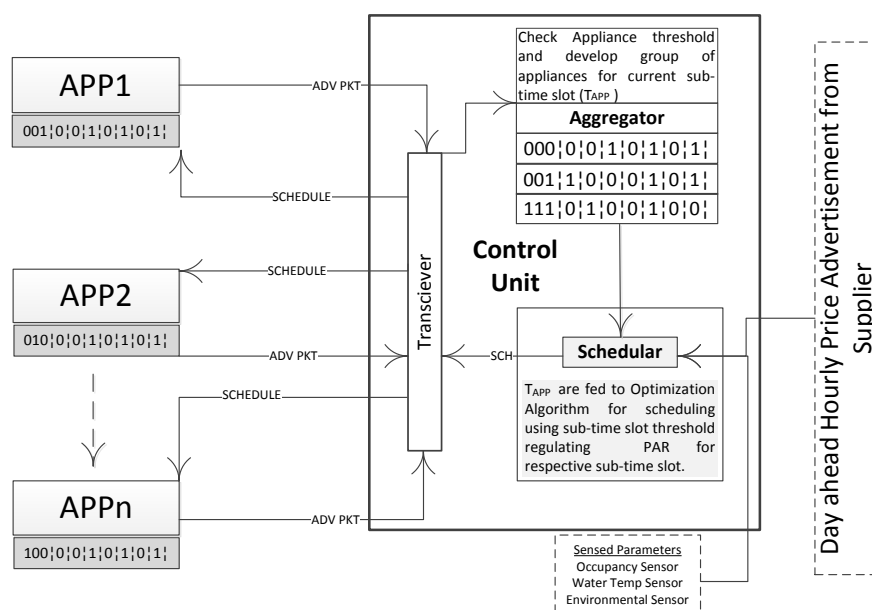 APP1
001¦0¦0¦1¦0¦1¦0¦1¦
ADV PKT
SCHEDULE
SCHEDULE
APP2
010¦0¦0¦1¦0¦1¦0¦1¦
ADV PKT
SCHEDULE
APPn
100¦0¦0¦1¦0¦1¦0¦1¦
ADV PKT
Transciever
Check Appliance threshold
and develop group of
appliances for current sub-
time slot (TAPP )
Aggregator
000¦0¦0¦1¦0¦1¦0¦1¦
001¦1¦0¦0¦0¦1¦0¦1¦
111¦0¦1¦0¦0¦1¦0¦0¦
Control
Unit
SCH
Schedular
TAPP are fed to Optimization
Algorithm for scheduling
using sub-time slot threshold
regulating PAR for
respective sub-time slot.
Sensed Parameters
Occupancy Sensor
Water Temp Sensor
Environmental Sensor
Day ahead Hourly Price Advertisement from
Supplier